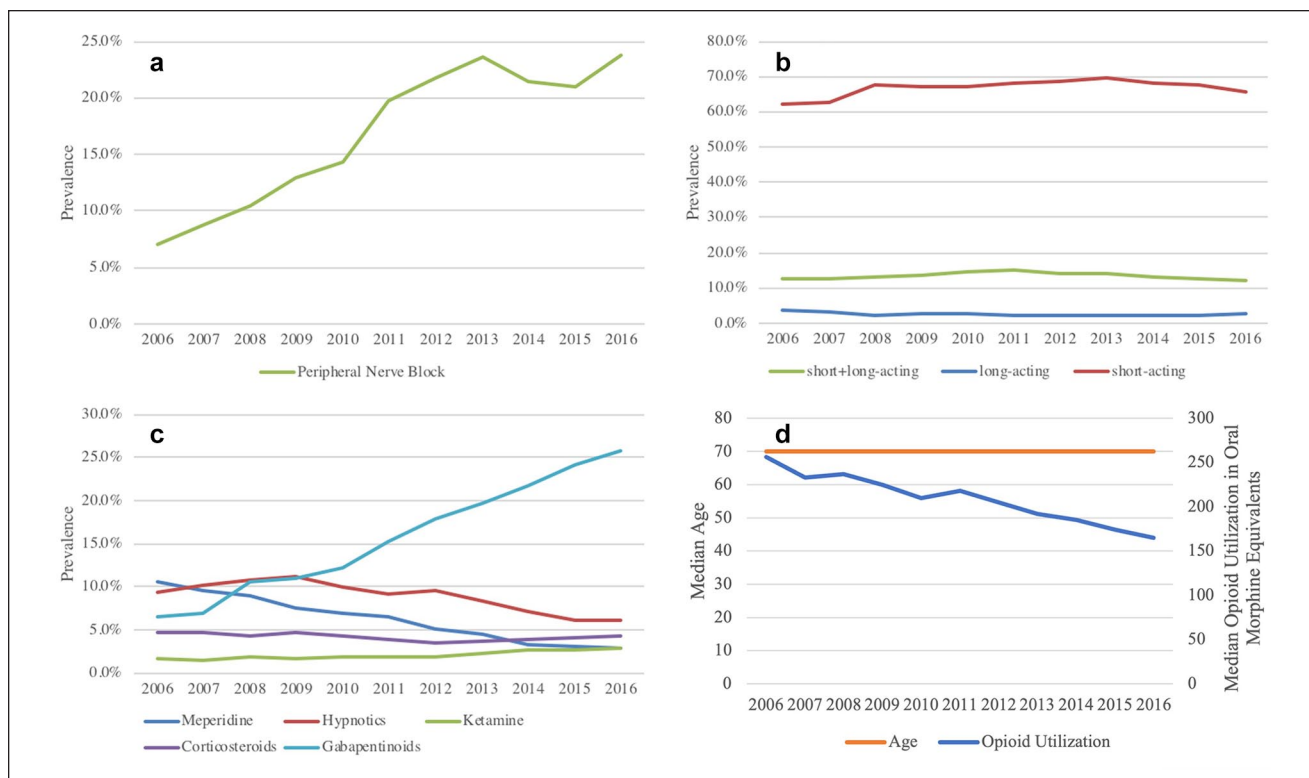 a
25.0%
20.0%
15.0%
10.0%
5.0%
0.0%
Prevalence
2006 2007 2008 2009 2010 2011 2012 2013 2014 2015 2016
Peripheral Nerve Block
b
80.0%
70.0%
60.0%
50.0%
40.0%
30.0%
20.0%
10.0%
0.0%
Prevalence
2006 2007 2008 2009 2010 2011 2012 2013 2014 2015 2016
short+long-acting long-acting short-acting
c
30.0%
25.0%
20.0%
15.0%
10.0%
5.0%
0.0%
Prevalence
2006 2007 2008 2009 2010 2011 2012 2013 2014 2015 2016
Meperidine Hypnotics Ketamine
Corticosteroids Gabapentinoids
d
80
70
60
50
40
30
20
10
0
Median Age
300
250
200
150
100
50
0
Median Opioid Utilization in Oral
Morphine Equivalents
2006 2007 2008 2009 2010 2011 2012 2013 2014 2015 2016
Age Opioid Utilization